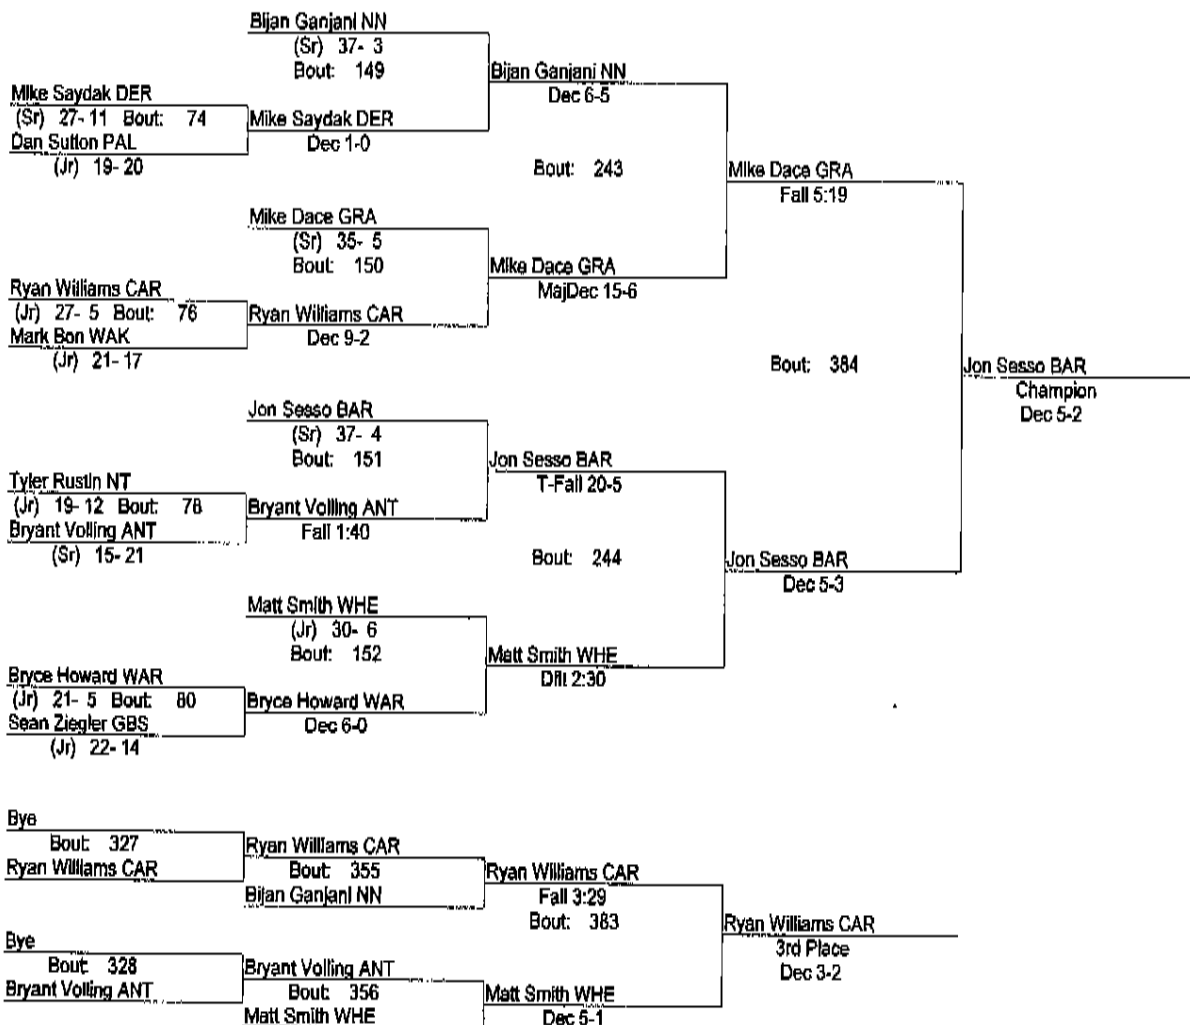 Bijan Ganjani NN
(Sr) 37- 3
Bout: 149
Bijan Ganjani NN
Dec 6-5
Mike Saydak DER
(Sr) 27- 11 Bout: 74
Mike Saydak DER
Dec 1-0
Dan Sutton PAL
(Jr) 19- 20
Bout: 243
Mike Dace GRA
Fall 5:19
Mike Dace GRA
(Sr) 35- 5
Bout: 150
Mike Dace GRA
MajDec 15-6
Ryan Williams CAR
(Jr) 27- 5 Bout: 76
Ryan Williams CAR
Dec 9-2
Mark Bon WAK
(Jr) 21- 17
Bout: 384
Jon Sesso BAR
Champion
Dec 5-2
Jon Sesso BAR
(Sr) 37- 4
Bout: 151
Jon Sesso BAR
T-Fall 20-5
Tyler Rustin NT
(Jr) 19- 12 Bout: 78
Bryant Volling ANT
Fall 1:40
Bryant Volling ANT
(Sr) 15- 21
Bout: 244
Jon Sesso BAR
Dec 5-3
Matt Smith WHE
(Jr) 30- 6
Bout: 152
Matt Smith WHE
Dflt 2:30
Bryce Howard WAR
(Jr) 21- 5 Bout: 80
Bryce Howard WAR
Dec 6-0
Sean Ziegler GBS
(Jr) 22- 14
Bye
Bout: 327
Ryan Williams CAR
Ryan Williams CAR
Bout: 355
Bijan Ganjani NN
Ryan Williams CAR
Fall 3:29
Bout: 383
Ryan Williams CAR
3rd Place
Dec 3-2
Bye
Bout: 328
Bryant Volling ANT
Bryant Volling ANT
Bout: 356
Matt Smith WHE
Matt Smith WHE
Dec 5-1